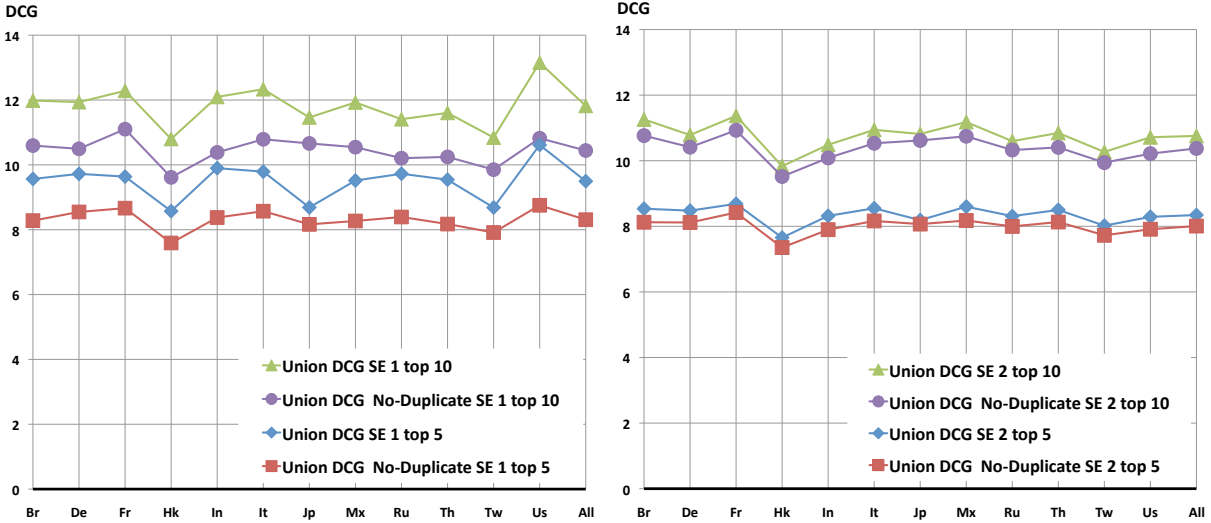 DCG
14
12
10
8
6
4
2
0
Union DCG SE 1 top 10
Union DCG No-Duplicate SE 1 top 10
Union DCG SE 1 top 5
Union DCG No-Duplicate SE 1 top 5
Br De Fr Hk In It Jp Mx Ru Th Tw Us All
DCG
14
12
10
8
6
4
2
0
Union DCG SE 2 top 10
Union DCG No-Duplicate SE 2 top 10
Union DCG SE 2 top 5
Union DCG No-Duplicate SE 2 top 5
Br De Fr Hk In It Jp Mx Ru Th Tw Us All